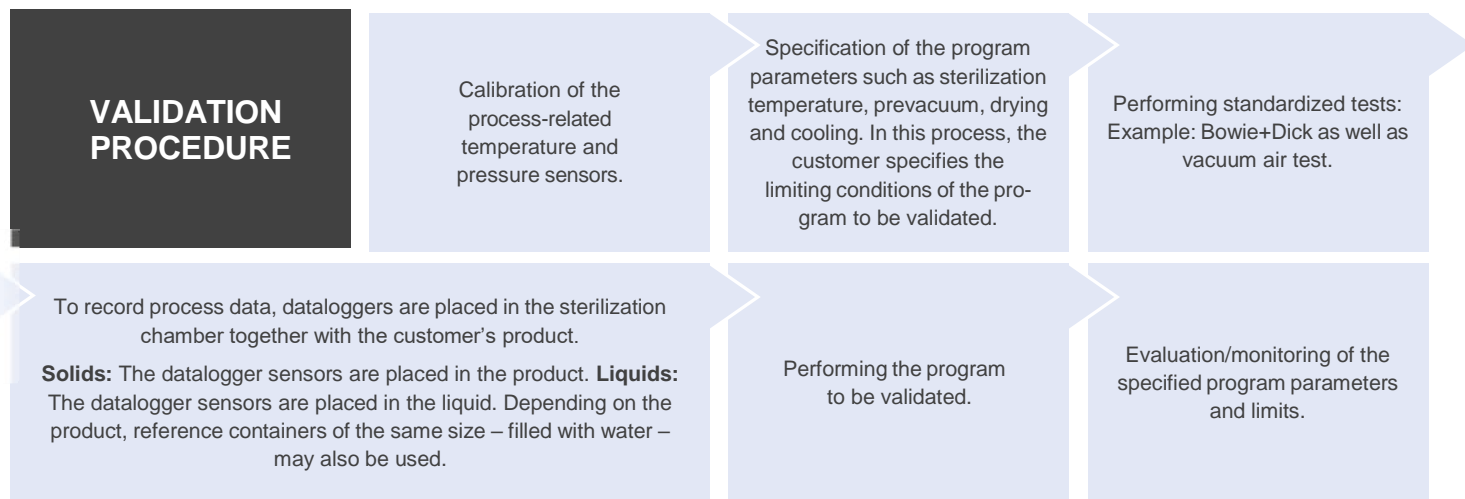 VALIDATION
PROCEDURE
Calibration of the
process-related
temperature and
pressure sensors.
Specification of the program
parameters such as sterilization
temperature, prevacuum, drying
and cooling. In this process, the
customer specifies the
limiting conditions of the pro-
gram to be validated.
Performing standardized tests:
Example: Bowie+Dick as well as
vacuum air test.
To record process data, dataloggers are placed in the sterilization
chamber together with the customer’s product.
Solids: The datalogger sensors are placed in the product. Liquids:
The datalogger sensors are placed in the liquid. Depending on the
product, reference containers of the same size – filled with water –
may also be used.
Performing the program
to be validated.
Evaluation/monitoring of the
specified program parameters
and limits.